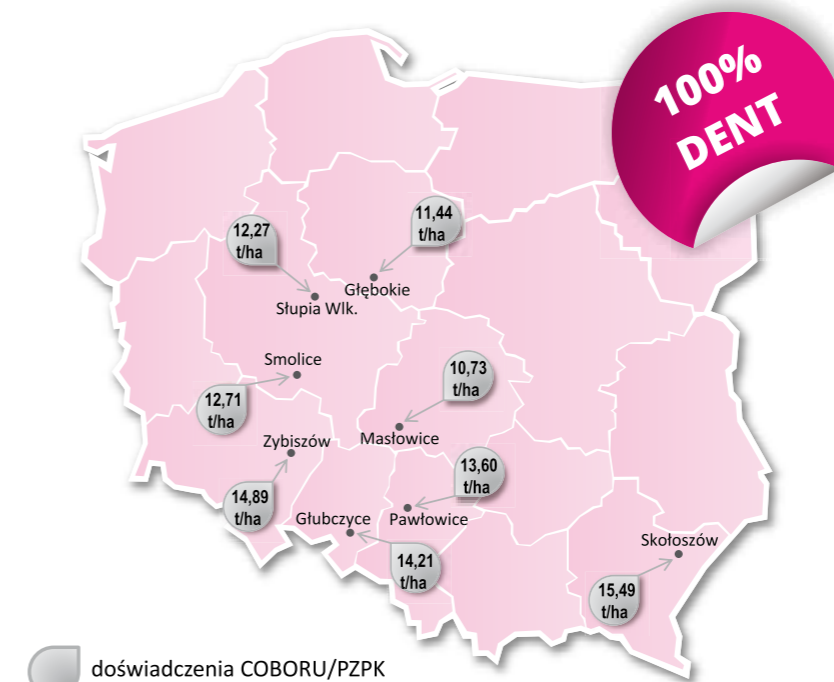 100%
DENT
11,44
t/ha
12,27
t/ha
Głębokie
Słupia Wlk.
Smolice
10,73
t/ha
12,71
t/ha
Masłowice
Zybiszów
13,60
t/ha
14,89
t/ha
Głubczyce
Pawłowice
Skołoszów
14,21
t/ha
15,49
t/ha
doświadczenia COBORU/PZPK